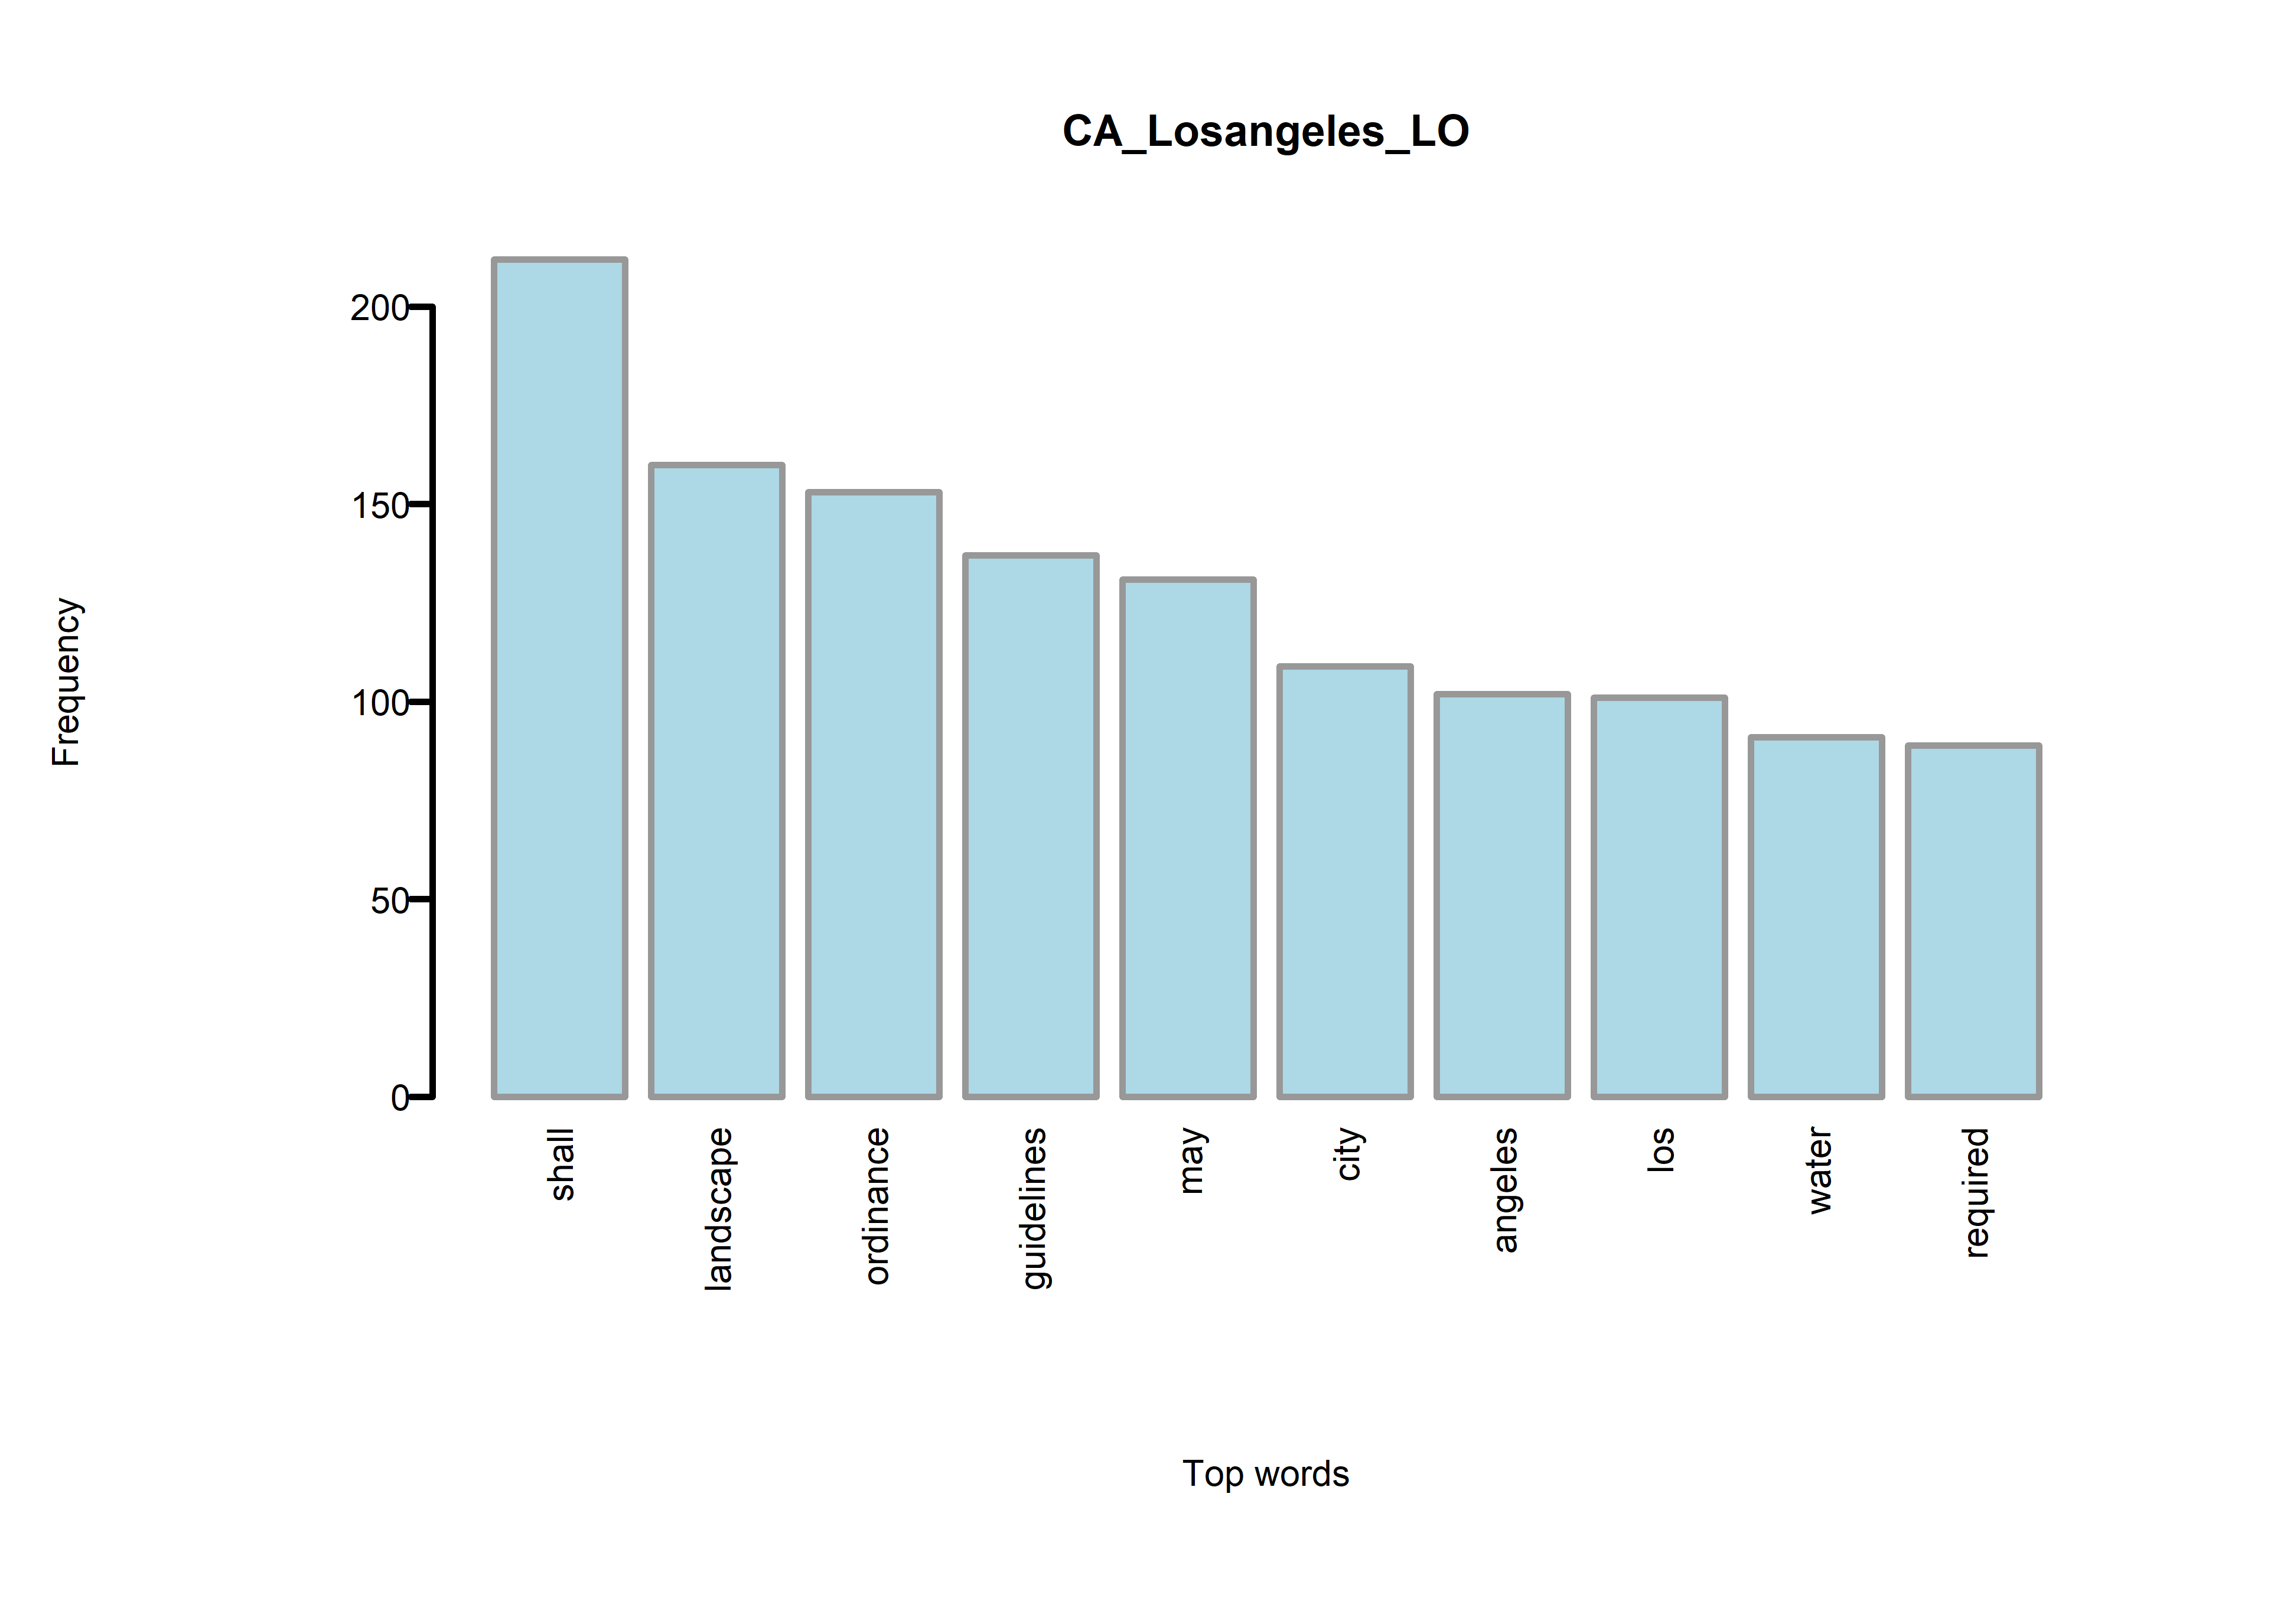 CA_Losangeles_LO
Frequency
200
150
100
50
0
shall
landscape
ordinance
guidelines
may
city
angeles
los
water
required
Top words